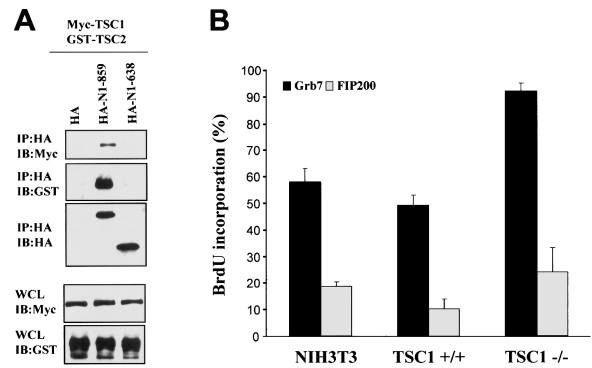 A
Myc-TSC1
GST-TSC2
HA
HA-N1-859
HA-N1-638
IP:HA
IB:Myc
IP:HA
IB:GST
IP:HA
IB:HA
WCL
IB:Myc
WCL
IB:GST
B
BrdU incorporation (%)
100
90
80
70
60
50
40
30
20
10
0
Grb7 FIP200
NIH3T3 TSC1 +/+ TSC1 -/-